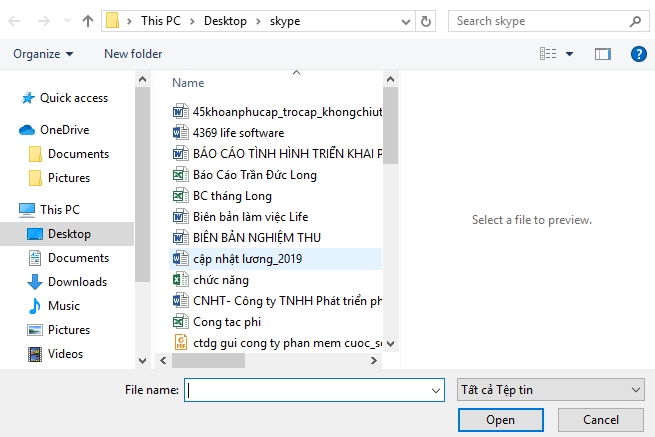 This PC > Desktop > skype
Search skype
Organize
New folder
Name
Quick access
OneDrive
Documents
Pictures
This PC
Desktop
Documents
Downloads
Music
Pictures
Videos
45khoanphucap_trocap_khongchiut
4369 life software
BÁO CÁO TÌNH HÌNH TRIỂN KHAI P
Báo Cáo Trần Đức Long
BC tháng Long
Biên bản làm việc Life
BIÊN BẢN NGHIỆM THU
cập nhật lương_2019
chức năng
CNHT- Công ty TNHH Phát triển ph
Cong tac phi
ctdg gui cong ty phan mem cuoc_s
Select a file to preview.
File name:
Tất cả Tệp tin
Open
Cancel